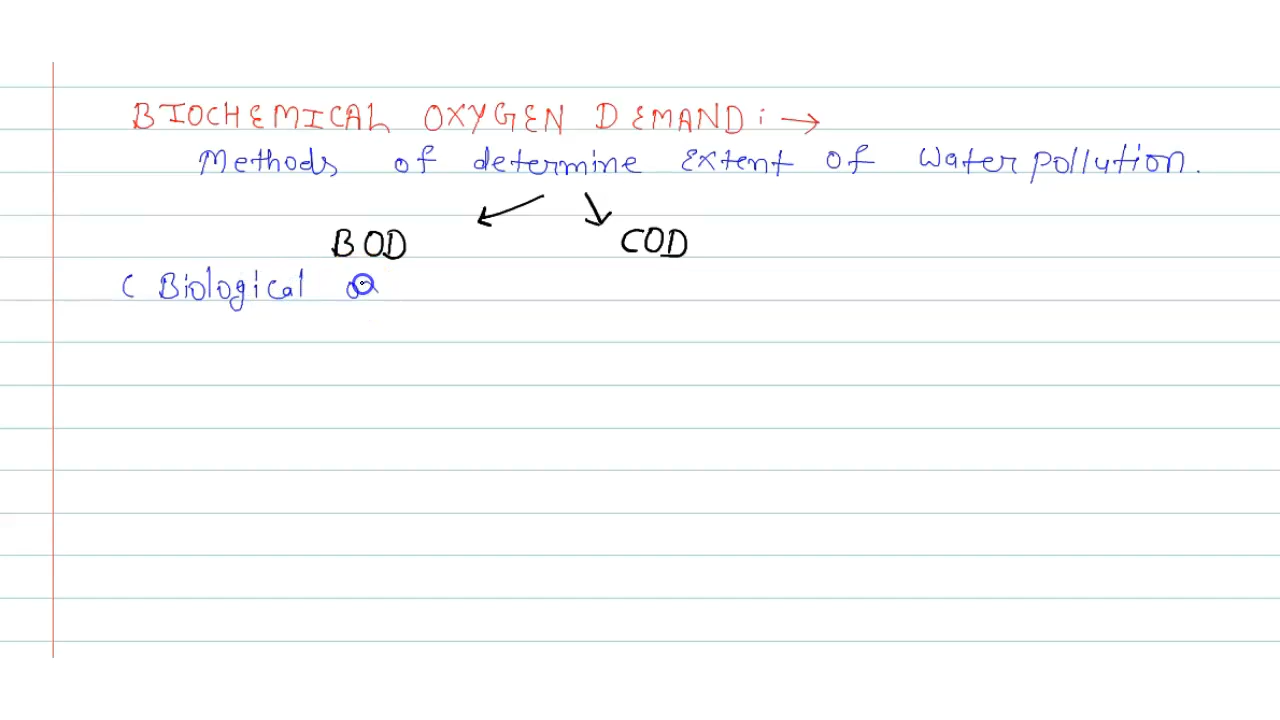 BIOCHEMICAL OXYGEN DEMAND: →
Methods of determine Extent of Water pollution.
BOD COD
( Biological